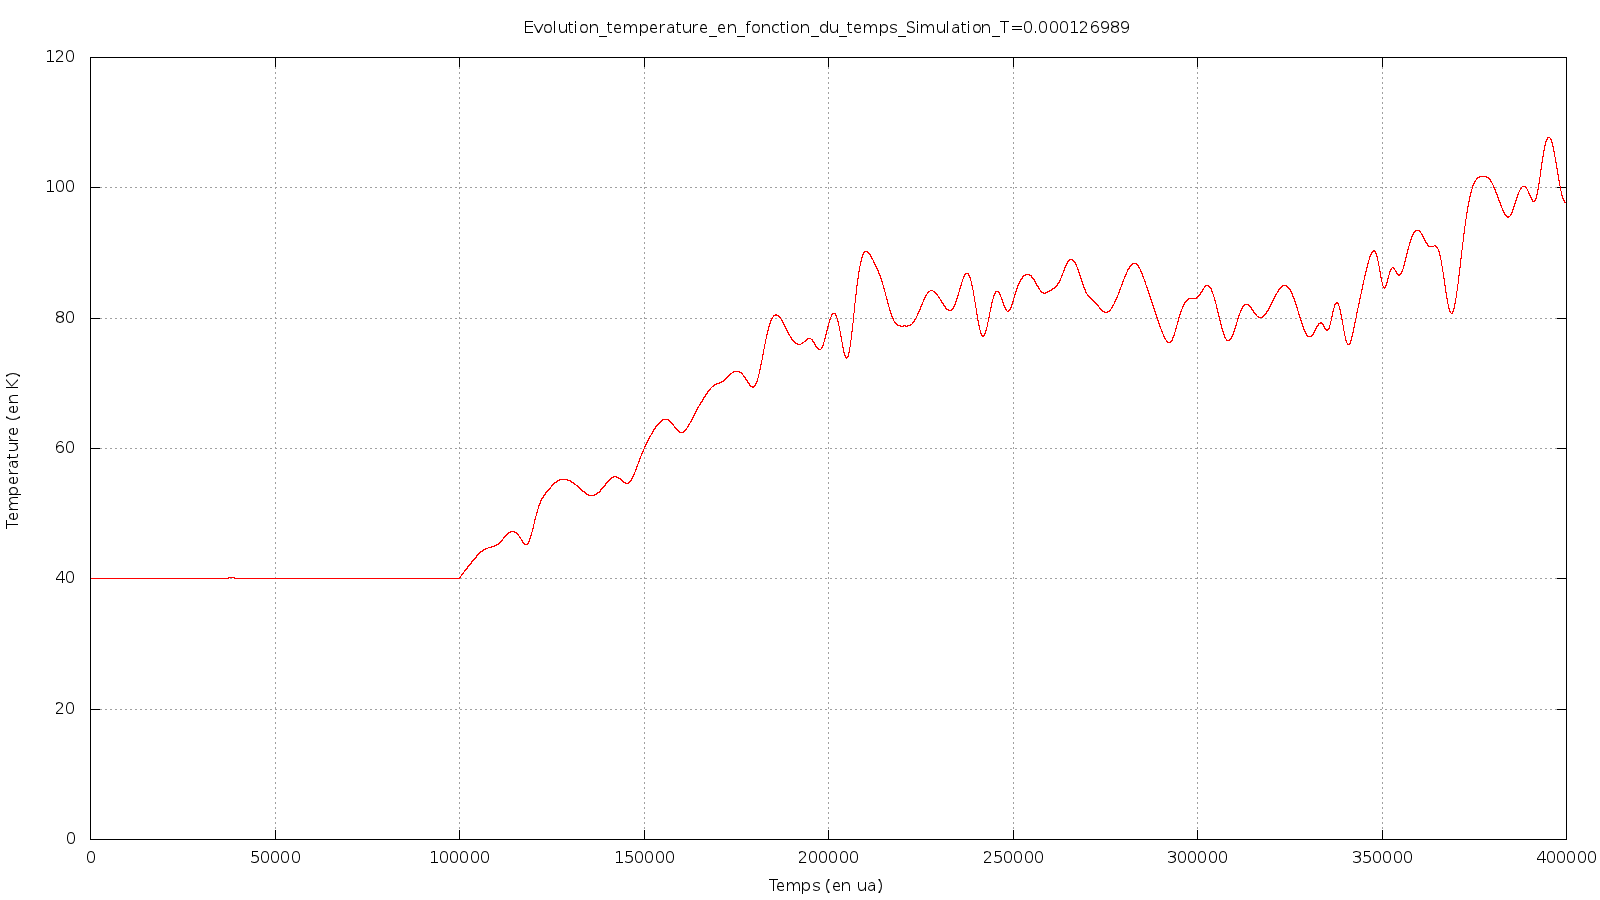 Evolution_temperature_en_fonction_du_temps_Simulation_T=0.000126989
120
100
80
60
40
20
0
Temperature (en K)
0 50000 100000 150000 200000 250000 300000 350000 400000
Temps (en ua)